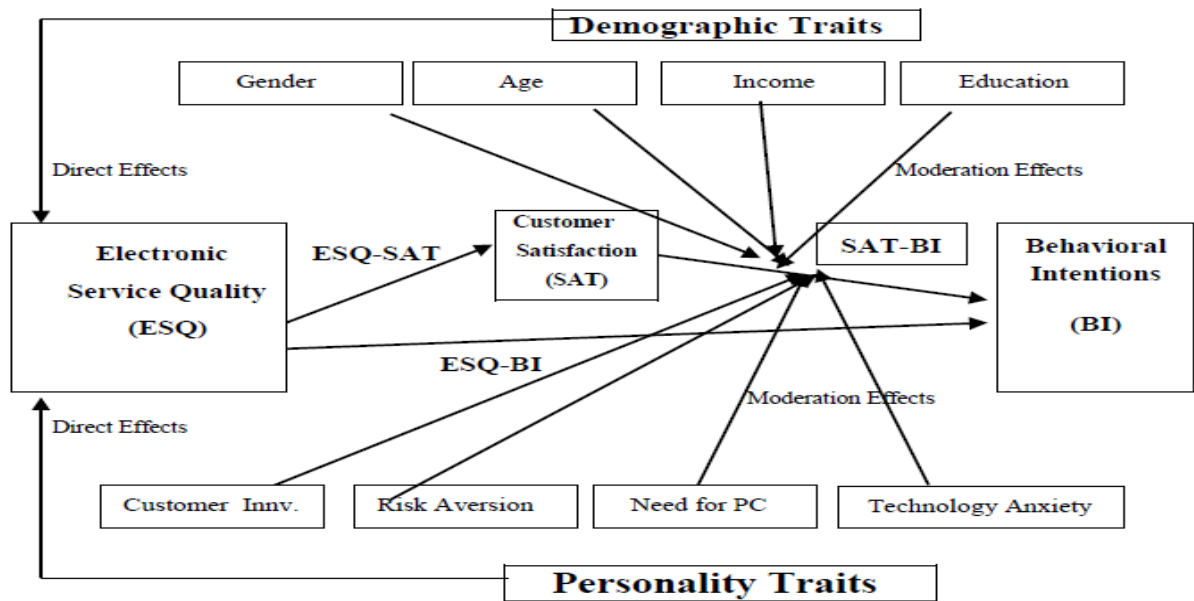 Demographic Traits
Gender
Age
Income
Education
Direct Effects
Moderation Effects
Electronic
Service Quality
(ESQ)
ESQ-SAT
Customer
Satisfaction
(SAT)
SAT-BI
Behavioral
Intentions
(BI)
ESQ-BI
Direct Effects
Moderation Effects
Customer Innv.
Risk Aversion
Need for PC
Technology Anxiety
Personality Traits